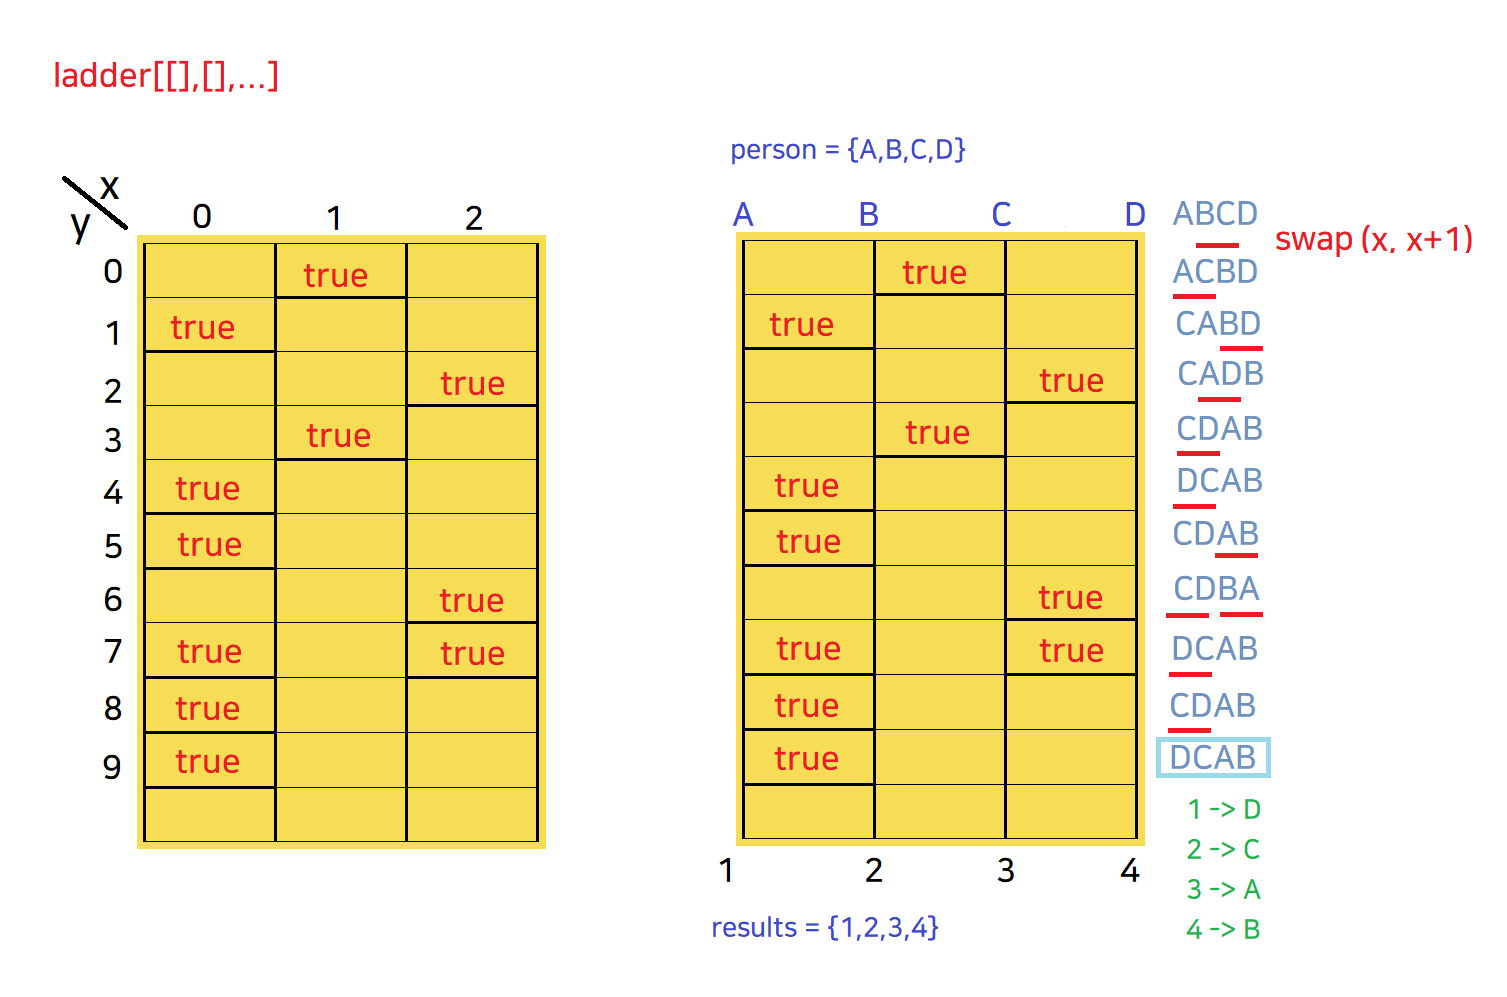 ladder[[],[],...]
x
y
0 1 2
0 true
1 true
2 true
3 true
4 true
5 true
6 true
7 true true
8 true
9 true
person = {A,B,C,D}
A B C D
true
true
true
true
true
true
true
true true
true
true
1 2 3 4
results = {1,2,3,4}
ABCD
swap (x, x+1)
ACBD
CABD
CADB
CDAB
DCAB
CDAB
CDBA
DCAB
CDAB
DCAB
1 -> D
2 -> C
3 -> A
4 -> B